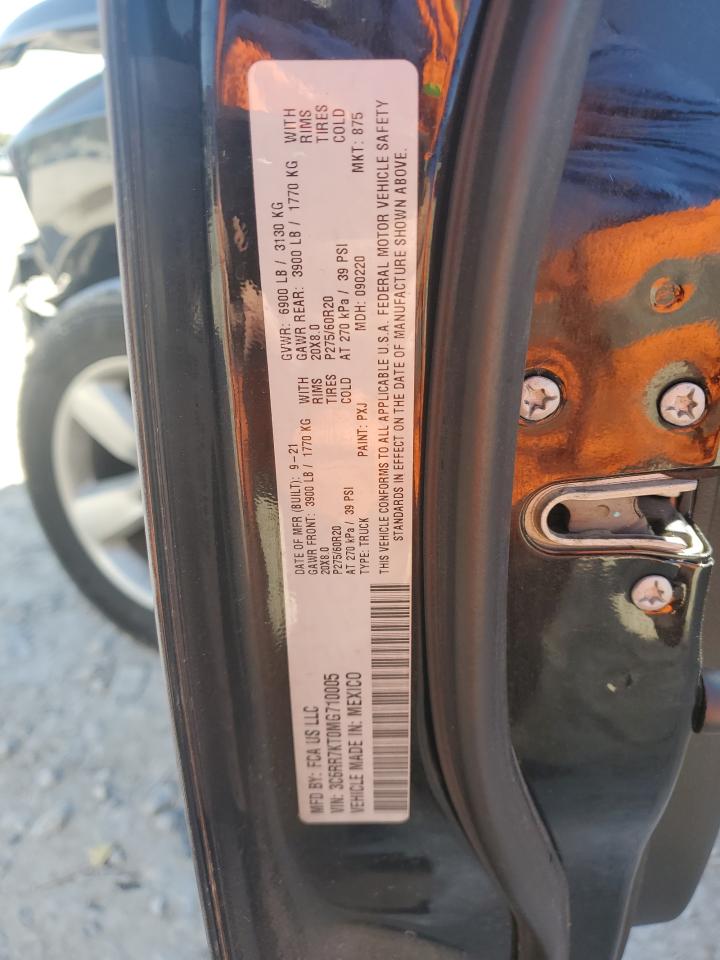 MFD BY: FCA US LLC
VIN: 3C6RR7KT0MG710005
VEHICLE MADE IN: MEXICO
DATE OF MFR (BUILT): 9-21 GVWR: 6900 LB / 3130 KG
GAWR FRONT: 3900 LB / 1770 KG WITH GAWR REAR: 3900 LB / 1770 KG WITH
20X8.0 RIMS 20X8.0 RIMS
P275/60R20 TIRES P275/60R20 TIRES
AT 270 kPa / 39 PSI COLD AT 270 kPa / 39 PSI COLD
TYPE: TRUCK PAINT: PXJ MDH: 090220 MKT: 875
THIS VEHICLE CONFORMS TO ALL APPLICABLE U.S.A. FEDERAL MOTOR VEHICLE SAFETY
STANDARDS IN EFFECT ON THE DATE OF MANUFACTURE SHOWN ABOVE.